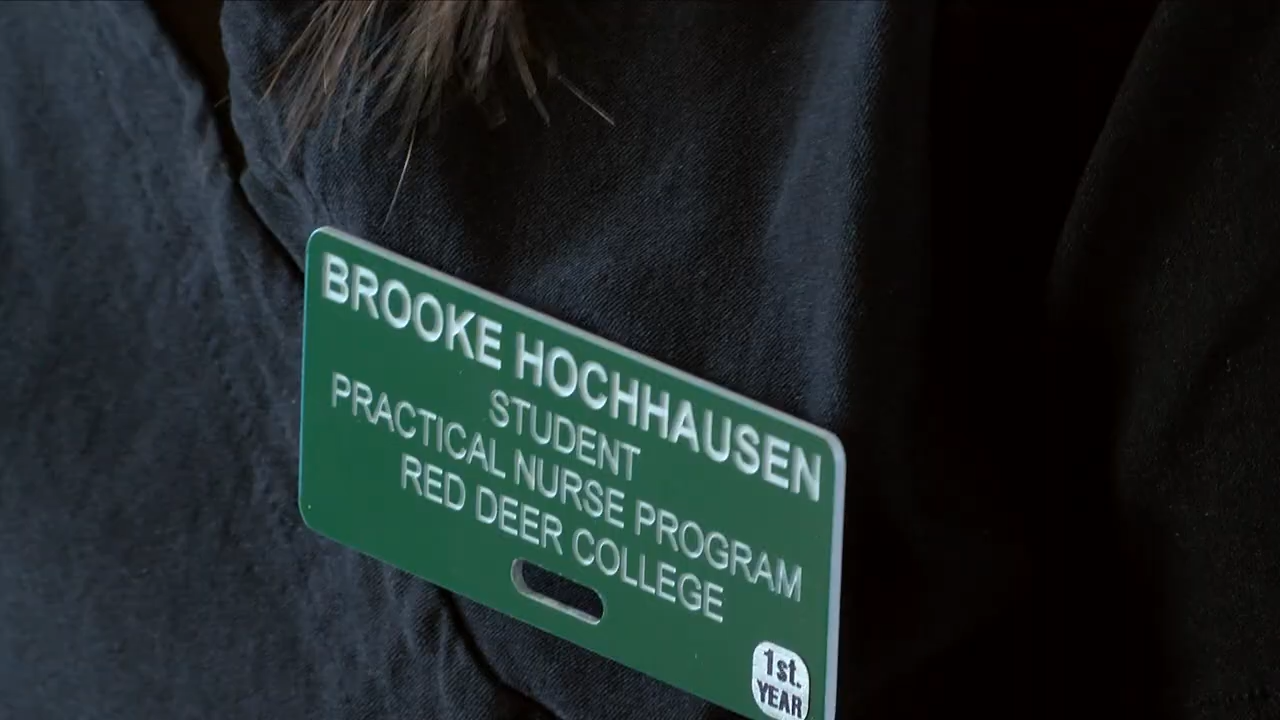 BROOKE HOCHHAUSEN
STUDENT
PRACTICAL NURSE PROGRAM
RED DEER COLLEGE
1st.
YEAR